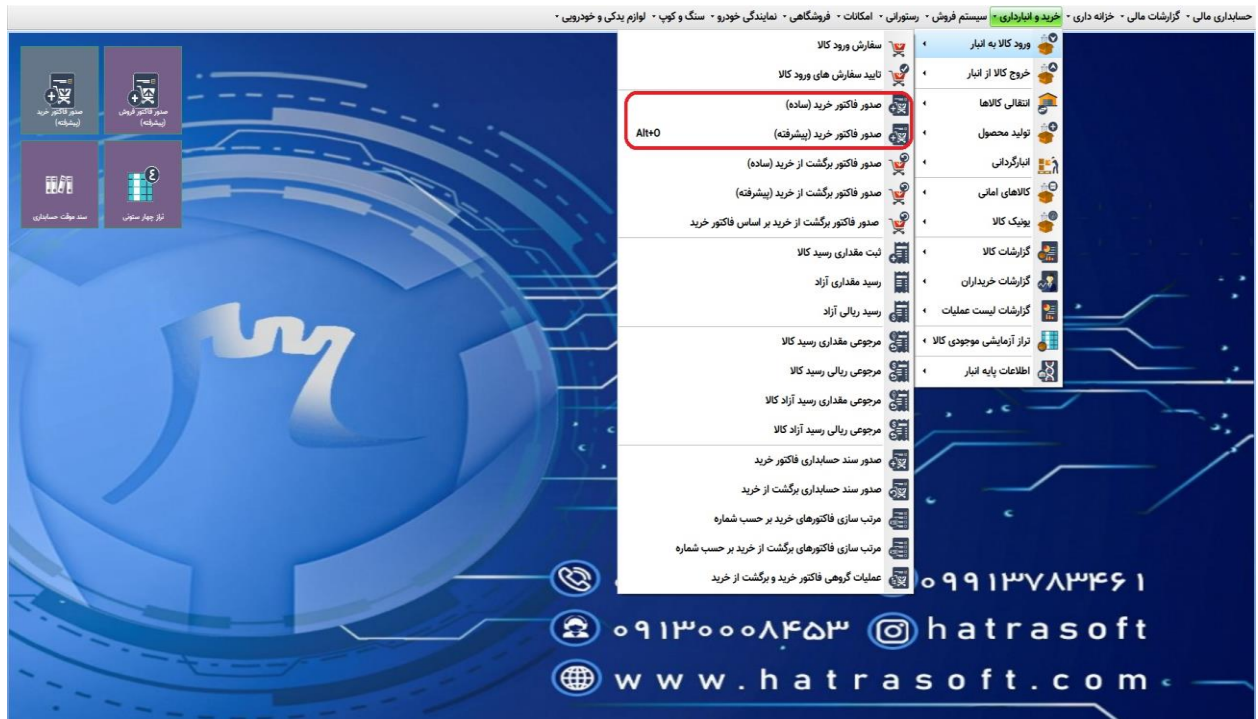 حسابداری مالی - گزارشات مالی - خزانه داری - خرید و انبارداری - سیستم فروش - رستورانی - امکانات - فروشگاهی - نمایندگی خودرو - سنگ و کوپ - لوازم یدکی و خودرویی -
ورود کالا به انبار
خروج کالا از انبار
انتقالی کالاها
تولید محصول
انبارگردانی
کالاهای امانی
یونیک کالا
گزارشات کالا
گزارشات خریداران
گزارشات لیست عملیات
تراز آزمایشی موجودی کالا
اطلاعات پایه انبار
سفارش ورود کالا
تایید سفارش های ورود کالا
صدور فاکتور خرید (ساده)
صدور فاکتور خرید (پیشرفته) Alt+O
صدور فاکتور برگشت از خرید (ساده)
صدور فاکتور برگشت از خرید (پیشرفته)
صدور فاکتور برگشت از خرید بر اساس فاکتور خرید
ثبت مقداری رسید کالا
رسید مقداری آزاد
رسید ریالی آزاد
مرجوعی مقداری رسید کالا
مرجوعی ریالی رسید کالا
مرجوعی مقداری رسید آزاد کالا
مرجوعی ریالی رسید آزاد کالا
صدور سند حسابداری فاکتور خرید
صدور سند حسابداری برگشت از خرید
مرتب سازی فاکتورهای خرید بر حسب شماره
مرتب سازی فاکتورهای برگشت از خرید بر حسب شماره
عملیات گروهی فاکتور خرید و برگشت از خرید
صدور فاکتور فروش
(پیشرفته)
صدور فاکتور خرید
(پیشرفته)
تراز چهار ستونی
سند موقت حسابداری
۰۹۹۱۳۷۸۳۴۶۱
۰۹۱۳۰۰۰۸۴۵۳ hatrasoft
www.hatrasoft.com